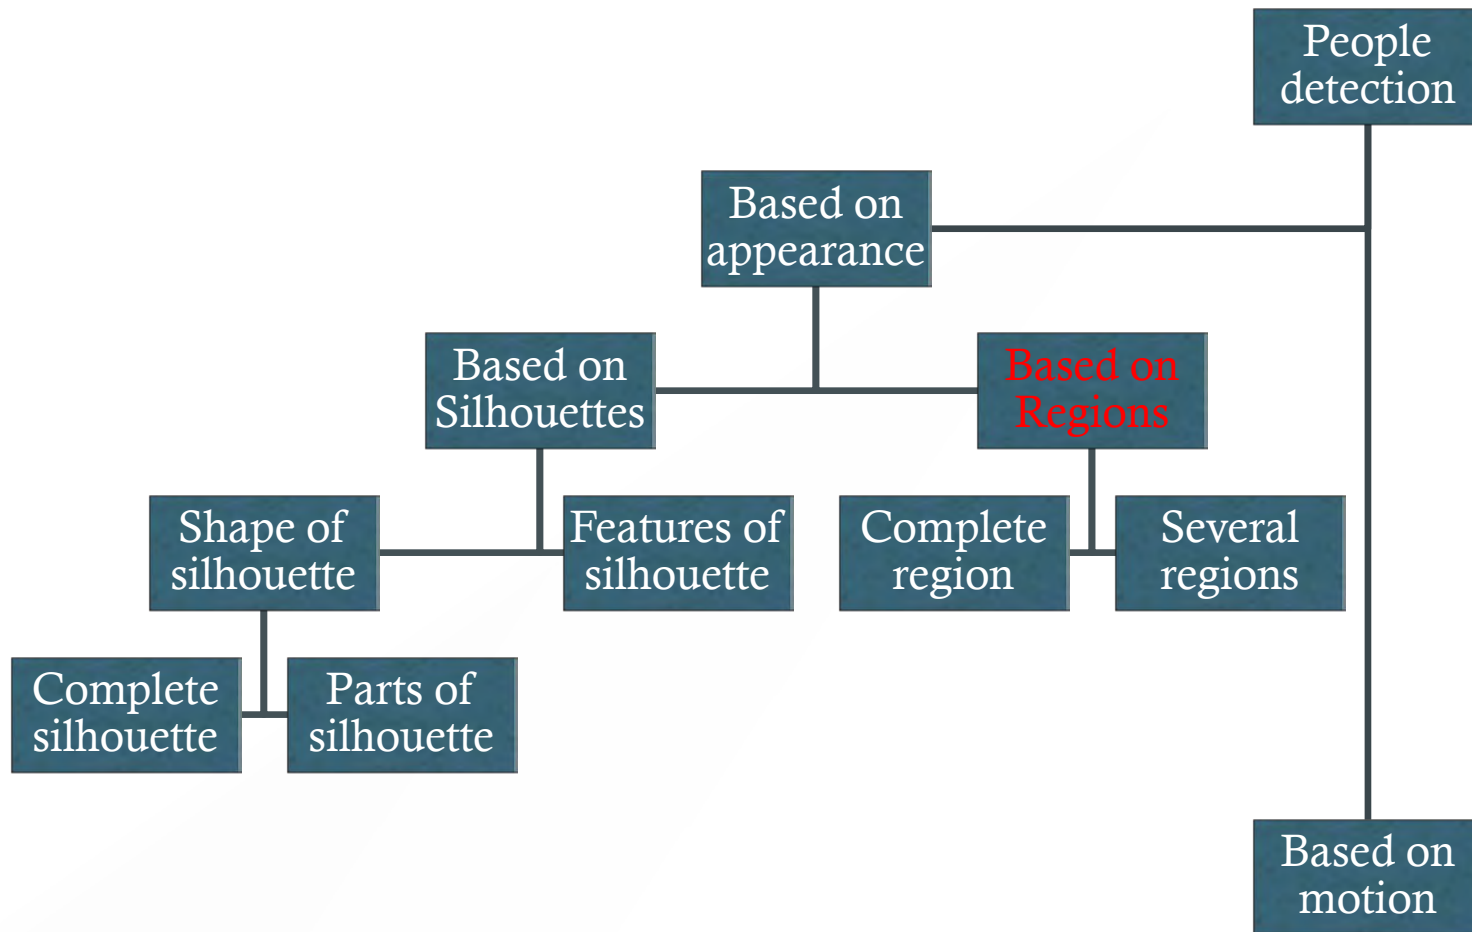 People
detection
Based on
appearance
Based on
Silhouettes
Based on
Regions
Shape of
silhouette
Features of
silhouette
Complete
region
Several
regions
Complete
silhouette
Parts of
silhouette
Based on
motion